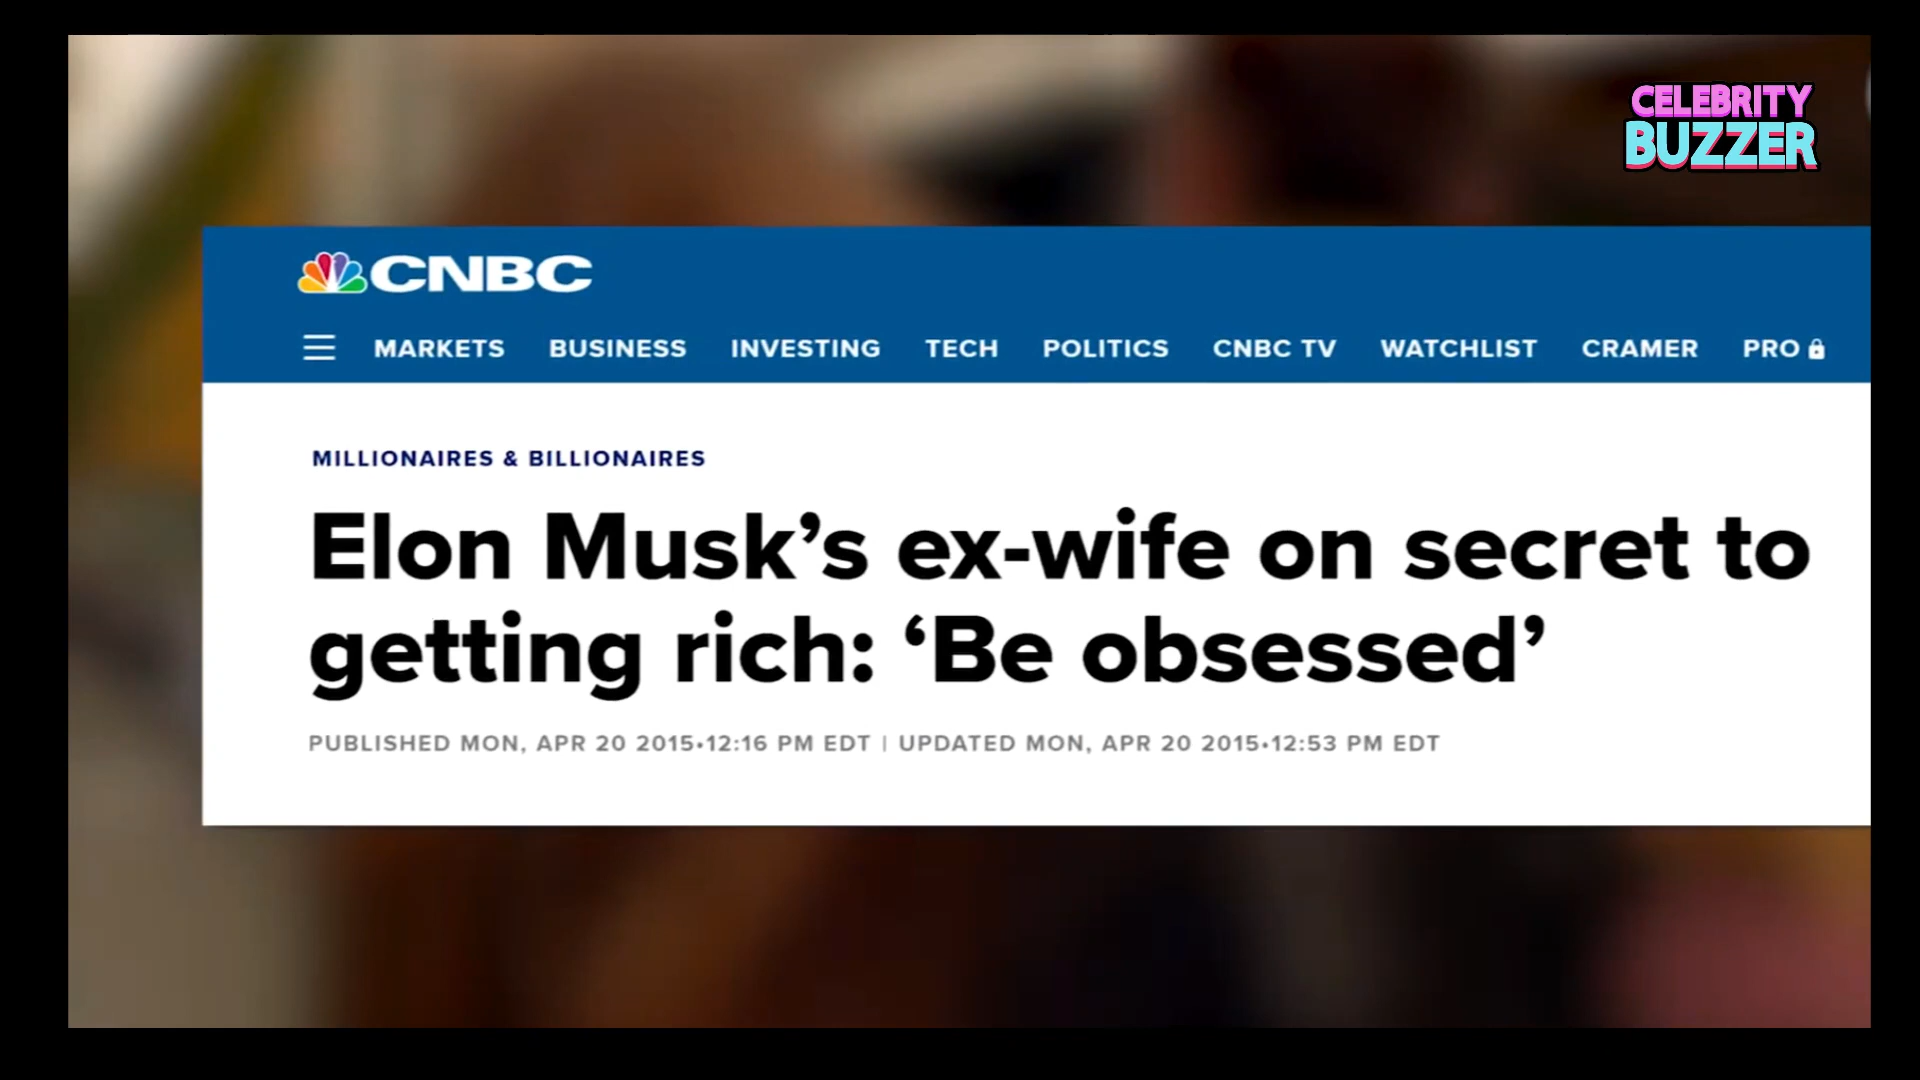 CELEBRITY
BUZZER
CNBC
MARKETS BUSINESS INVESTING TECH POLITICS CNBC TV WATCHLIST CRAMER PRO
MILLIONAIRES & BILLIONAIRES
Elon Musk’s ex-wife on secret to
getting rich: ‘Be obsessed’
PUBLISHED MON, APR 20 2015•12:16 PM EDT | UPDATED MON, APR 20 2015•12:53 PM EDT